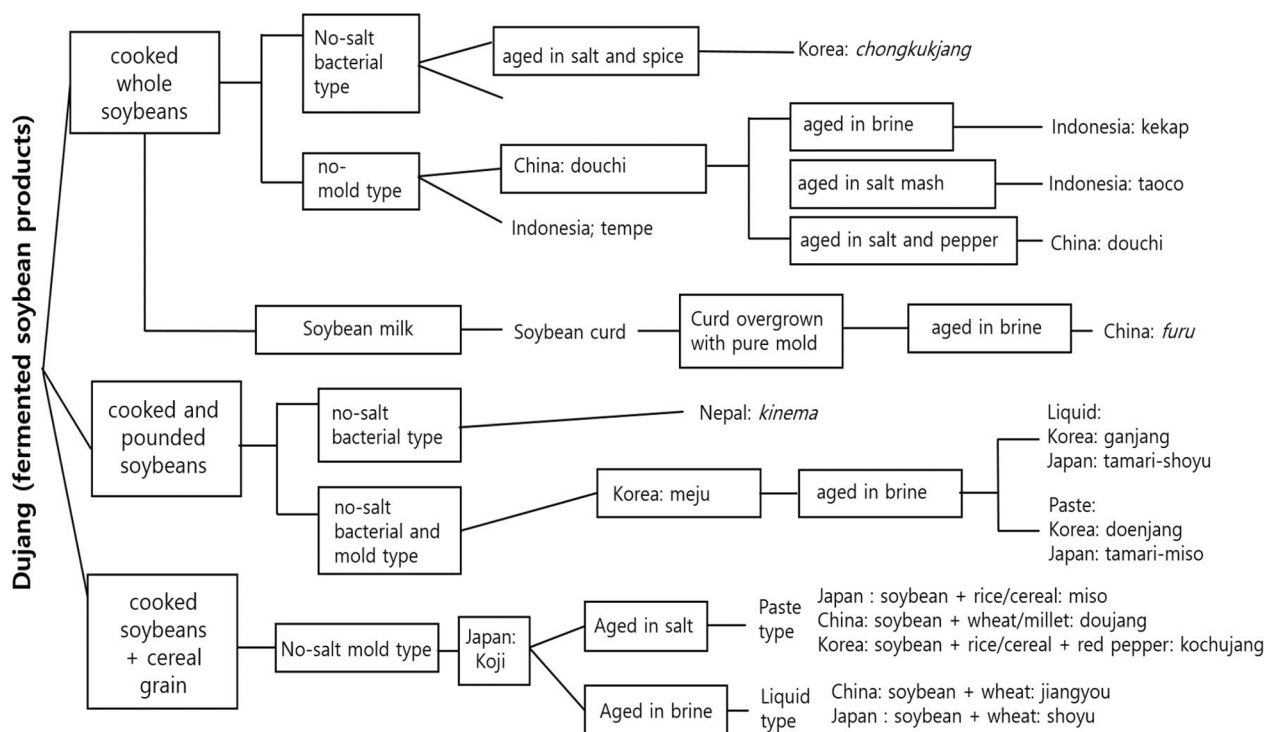 Dujang (fermented soybean products)
cooked
whole
soybeans
No-salt
bacterial
type
aged in salt and spice
Korea: chongkukjang
no-
mold type
China: douchi
Indonesia; tempe
aged in brine
Indonesia: kekap
aged in salt mash
Indonesia: taoco
aged in salt and pepper
China: douchi
Soybean milk
Soybean curd
Curd overgrown
with pure mold
aged in brine
China: furu
cooked and
pounded
soybeans
no-salt
bacterial type
Nepal: kinema
no-salt
bacterial and
mold type
Korea: meju
aged in brine
Liquid:
Korea: ganjang
Japan: tamari-shoyu
Paste:
Korea: doenjang
Japan: tamari-miso
cooked
soybeans
+ cereal
grain
No-salt mold type
Japan:
Koji
Aged in salt
Paste
type
Japan : soybean + rice/cereal: miso
China: soybean + wheat/millet: doujang
Korea: soybean + rice/cereal + red pepper: kochujang
Aged in brine
Liquid
type
China: soybean + wheat: jiangyou
Japan : soybean + wheat: shoyu